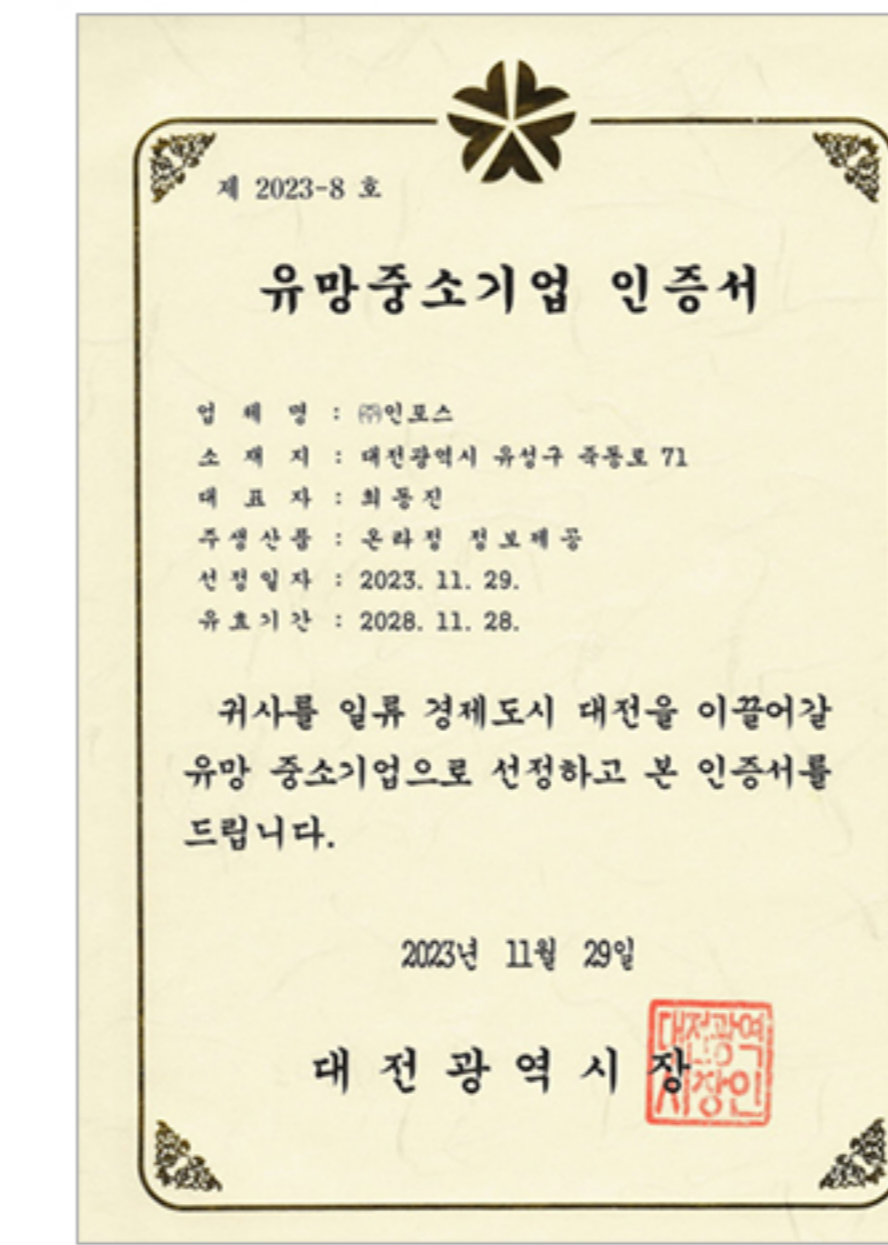 제 2023-8 호
유망중소기업 인증서
업 체 명 : ㈜인포스
소 재 지 : 대전광역시 유성구 죽동로 71
대 표 자 : 최동진
주생산품 : 온라정 정보제공
선정일자 : 2023. 11. 29.
유효기간 : 2028. 11. 28.
귀사를 일류 경제도시 대전을 이끌어갈
유망 중소기업으로 선정하고 본 인증서를
드립니다.
2023년 11월 29일
대 전 광 역 시 장
대전광역
시장인